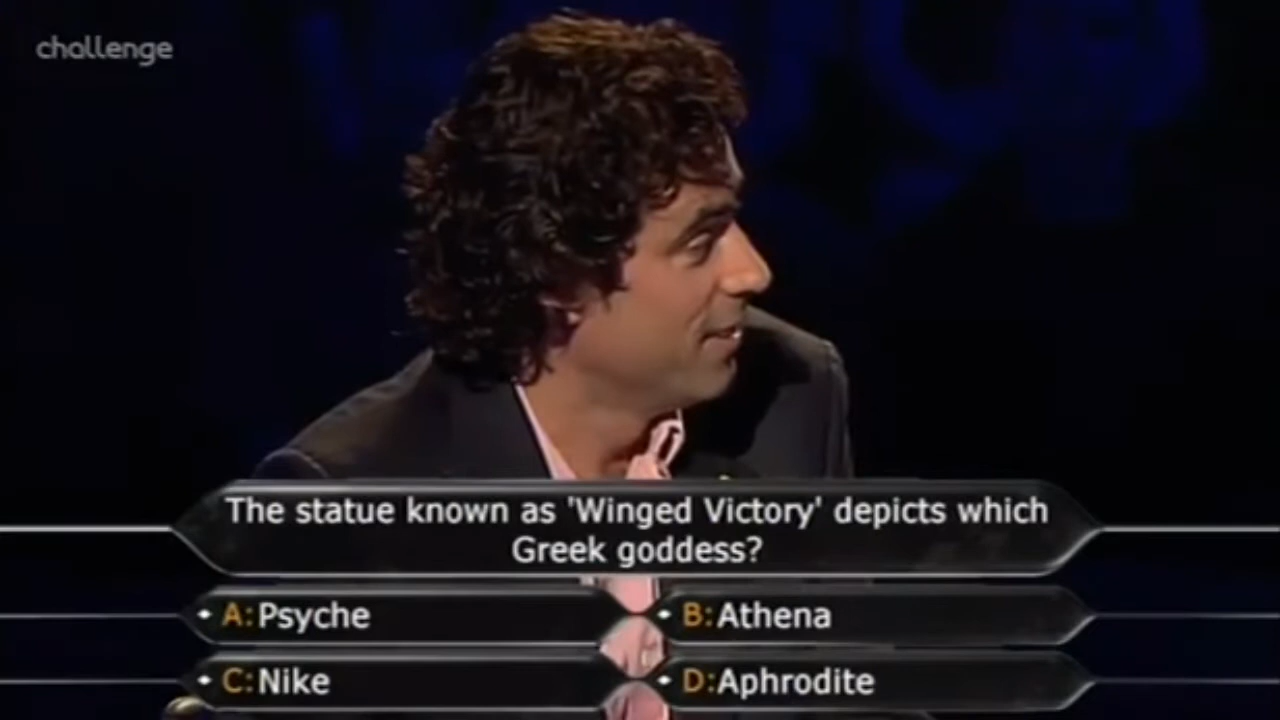 challenge
The statue known as 'Winged Victory' depicts which
Greek goddess?
A: Psyche
B: Athena
C: Nike
D: Aphrodite